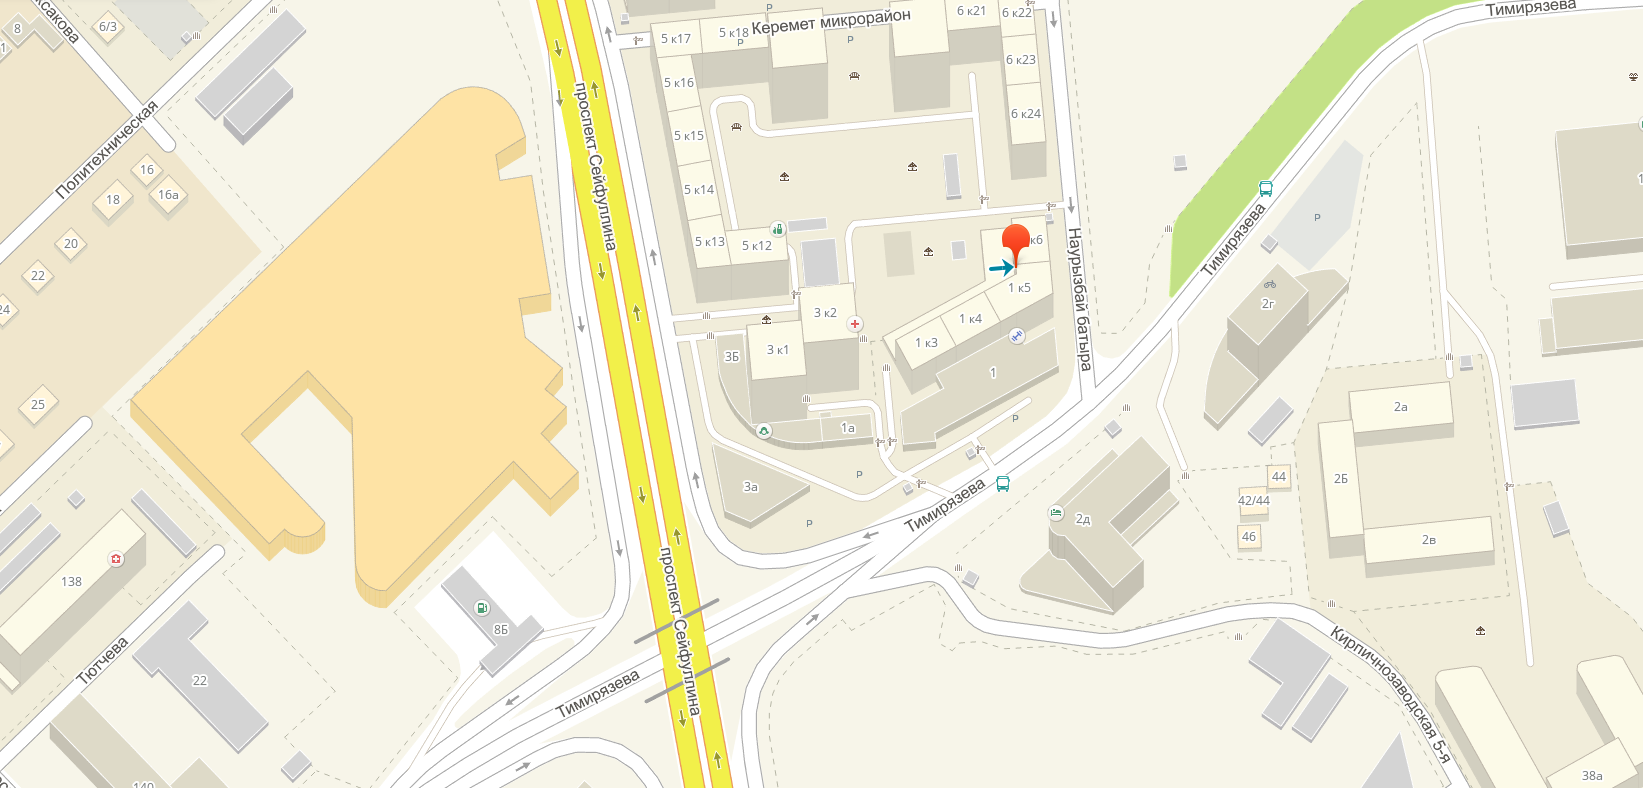 8
6/3
Политехническая
16
18
16а
20
22
24
25
138
Тютчева
22
140
8Б
проспект Сейфуллина
проспект Сейфуллина
Керемет микрорайон
P
P
P
5 к17
5 к18
5 к16
5 к15
5 к14
5 к13
5 к12
6 к21
6 к22
6 к23
6 к24
к6
1 к5
1 к4
1 к3
1
3 к2
3 к1
3Б
1а
3а
P
P
P
P
Наурызбай батыра
Тимирязева
Тимирязева
Тимирязева
Тимирязева
2г
2а
2Б
2в
2д
44
42/44
46
Кирпичнозаводская 5-я
38а